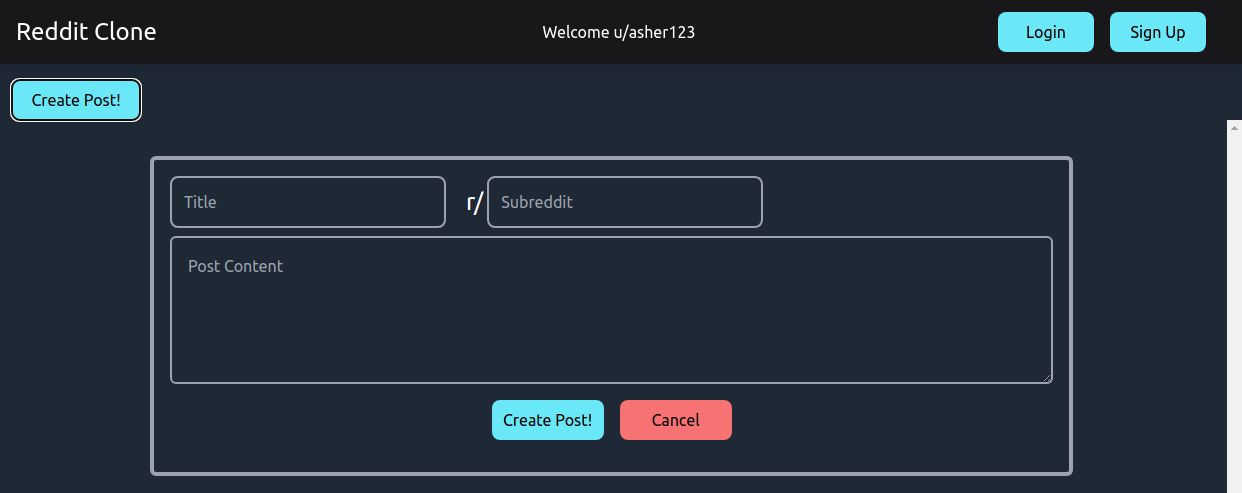 Reddit Clone
Welcome u/asher123
Login
Sign Up
Create Post!
Title
r/ Subreddit
Post Content
Create Post!
Cancel